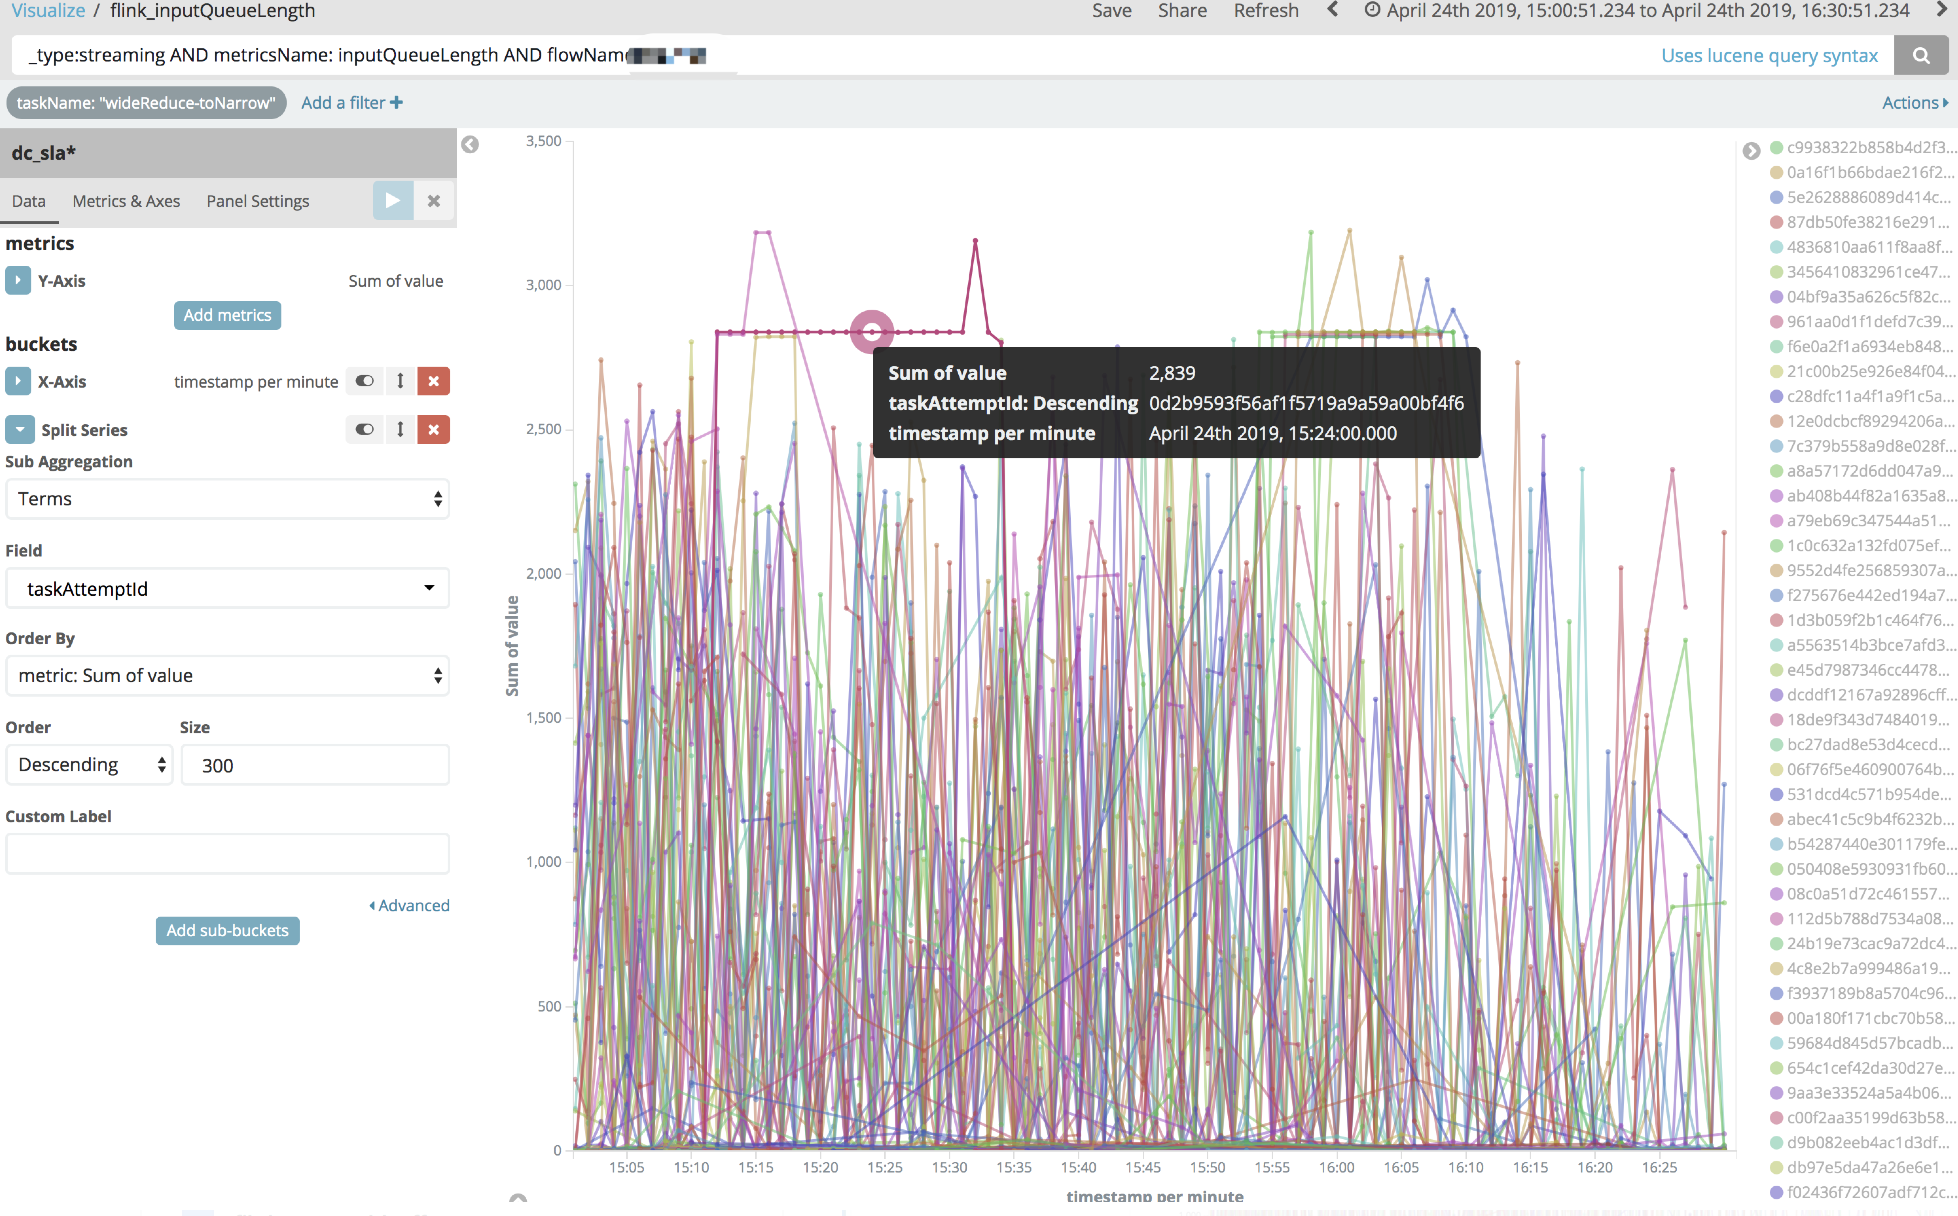 Visualize / flink_inputQueueLength
Save Share Refresh April 24th 2019, 15:00:51.234 to April 24th 2019, 16:30:51.234
_type:streaming AND metricsName: inputQueueLength AND flowName
Uses lucene query syntax
taskName: "wideReduce-toNarrow" Add a filter +
Actions
dc_sla*
Data Metrics & Axes Panel Settings
metrics
Y-Axis Sum of value
Add metrics
buckets
X-Axis timestamp per minute
Split Series
Sub Aggregation
Terms
Field
taskAttemptId
Order By
metric: Sum of value
Order Size
Descending 300
Custom Label
Advanced
Add sub-buckets
Sum of value
3,500
3,000
2,500
2,000
1,500
1,000
500
0
Sum of value 2,839
taskAttemptId: Descending 0d2b9593f56af1f5719a9a59a00bf4f6
timestamp per minute April 24th 2019, 15:24:00.000
15:05 15:10 15:15 15:20 15:25 15:30 15:35 15:40 15:45 15:50 15:55 16:00 16:05 16:10 16:15 16:20 16:25
timestamp per minute
c9938322b858b4d2f3...
0a16f1b66bdae216f2...
5e2628886089d414c...
87db50fe38216e291...
4836810aa611f8aa8f...
3456410832961ce47...
04bf9a35a626c5f82c...
961aa0d1f1defd7c39...
f6e0a2f1a6934eb848...
21c00b25e926e84f04...
c28dfc11a4f1a9f1c5a...
12e0dcbcf89294206a...
7c379b558a9d8e028f...
a8a57172d6dd047a9...
ab408b44f82a1635a8...
a79eb69c347544a51...
1c0c632a132fd075ef...
9552d4fe256859307a...
f275676e442ed194a7...
1d3b059f2b1c464f76...
a5563514b3bce7afd3...
e45d7987346cc4478...
dcddf12167a92896cff...
18de9f343d7484019...
bc27dad8e53d4cecd...
06f76f5e460900764b...
531dcd4c571b954de...
abec41c5c9b4f6232b...
b54287440e301179fe...
050408e5930931fb60...
08c0a51d72c461557...
112d5b788d7534a08...
24b19e73cac9a72dc4...
4c8e2b7a999486a19...
f3937189b8a5704c96...
00a180f171cbc70b58...
59684d845d57bcadb...
654c1cef42da30d27e...
9aa3e33524a5a4b06...
c00f2aa35199d63b58...
d9b082eeb4ac1d3df...
db97e5da47a26e6e1...
f02436f72607adf712c...